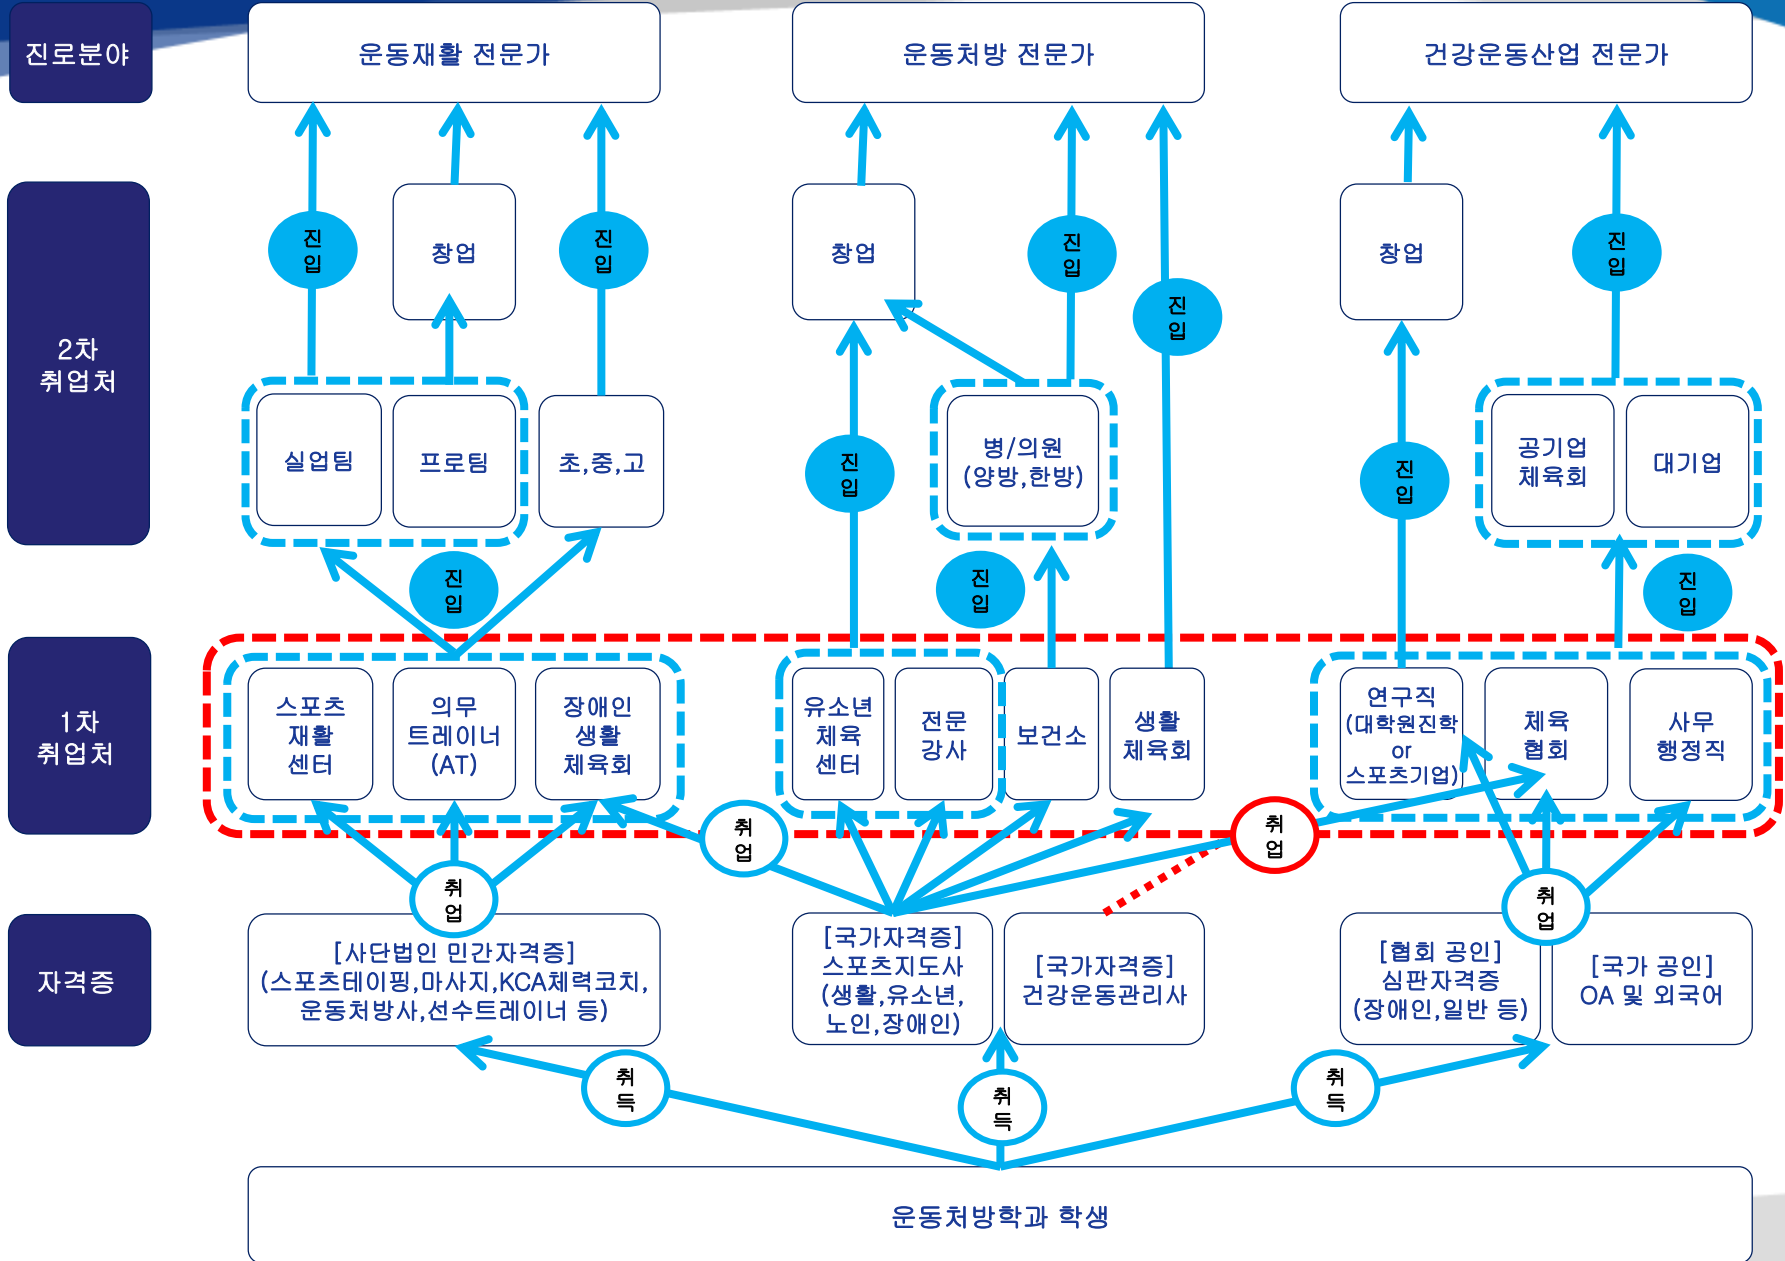 진로분야
운동재활 전문가
운동처방 전문가
건강운동산업 전문가
2차
취업처
진
입
창업
진
입
창업
진
입
진
입
창업
진
입
실업팀
프로팀
초,중,고
진
입
병/의원
(양방,한방)
진
입
공기업
체육회
대기업
진
입
진
입
진
입
1차
취업처
스포츠
재활
센터
의무
트레이너
(AT)
장애인
생활
체육회
유소년
체육
센터
전문
강사
보건소
생활
체육회
연구직
(대학원진학
or
스포츠기업)
체육
협회
사무
행정직
취
업
취
업
취
업
취
업
자격증
[사단법인 민간자격증]
(스포츠테이핑,마사지,KCA체력코치,
운동처방사,선수트레이너 등)
[국가자격증]
스포츠지도사
(생활,유소년,
노인,장애인)
[국가자격증]
건강운동관리사
[협회 공인]
심판자격증
(장애인,일반 등)
[국가 공인]
OA 및 외국어
취
득
취
득
취
득
운동처방학과 학생